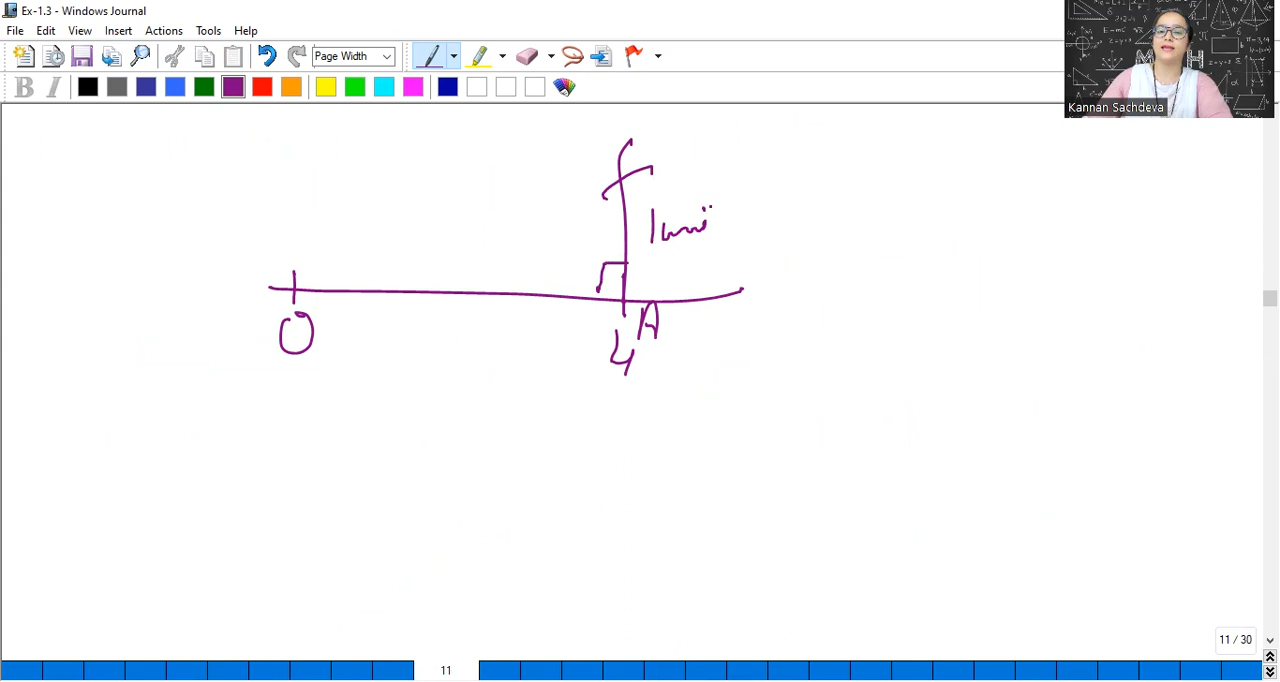 Ex-1.3 - Windows Journal
File Edit View Insert Actions Tools Help
Page Width
B I
Kannan Sachdeva
1
O
A
4
11 / 30
11